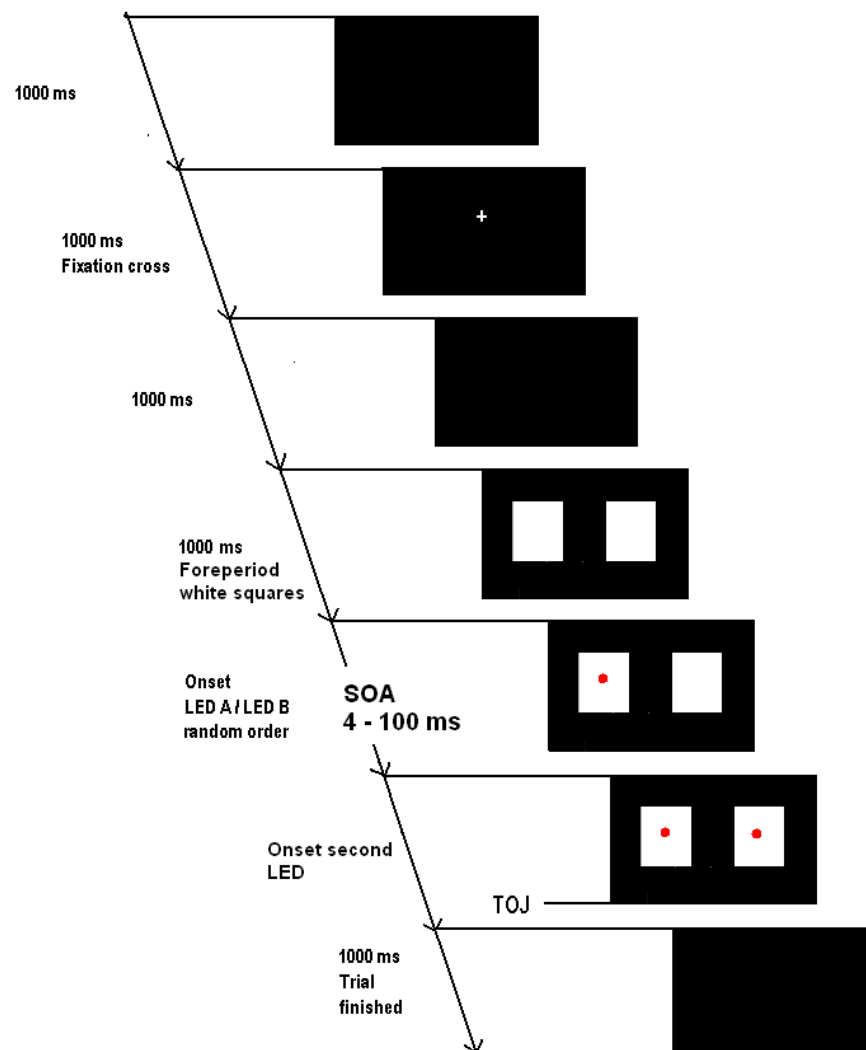 1000 ms
1000 ms
Fixation cross
1000 ms
1000 ms
Foreperiod
white squares
Onset
LED A / LED B
random order
SOA
4 - 100 ms
Onset second
LED
TOJ
1000 ms
Trial
finished